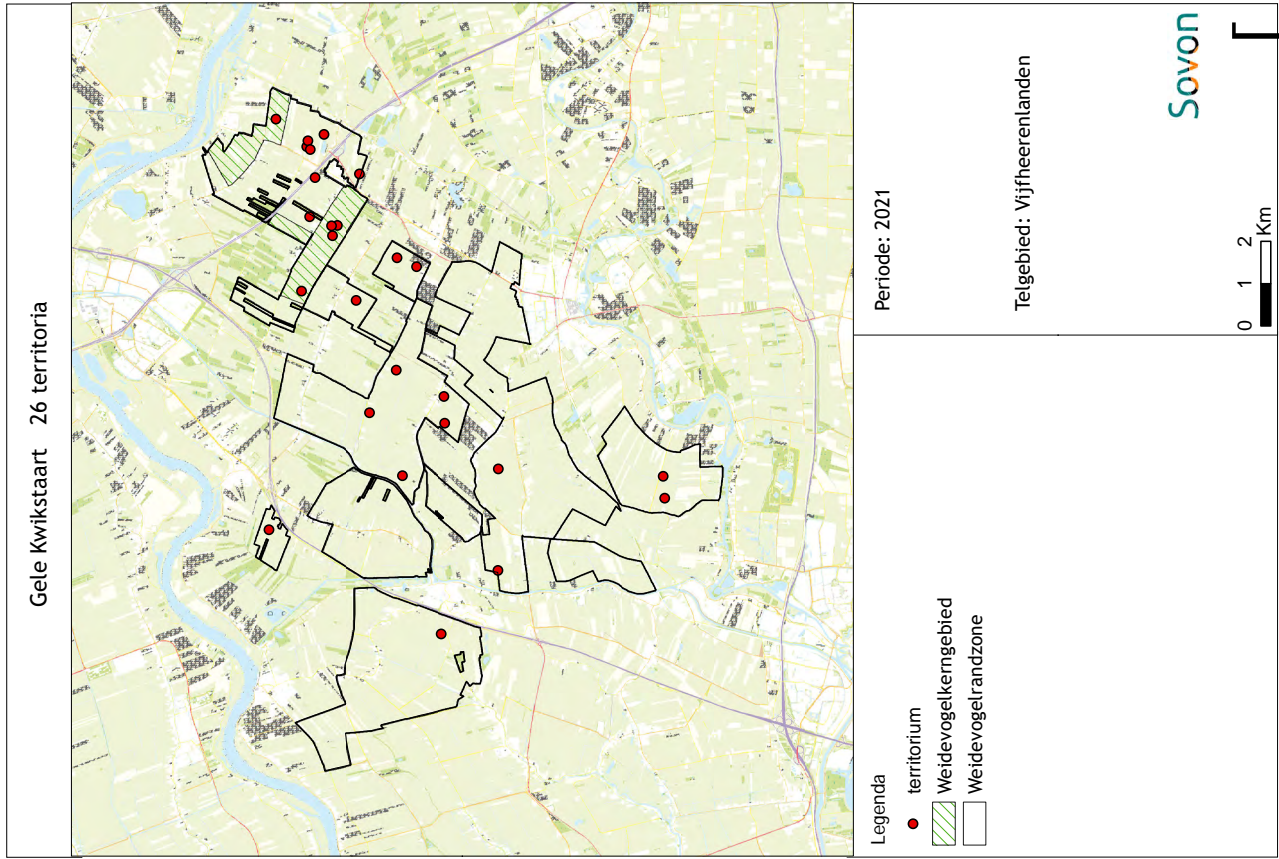 Gele Kwikstaart 26 territoria
Legenda
territorium
Weidevogelkerngebied
Weidevogelrandzone
Periode: 2021
Telgebied: Vijfheerenlanden
0 1 2
Km
Sovon